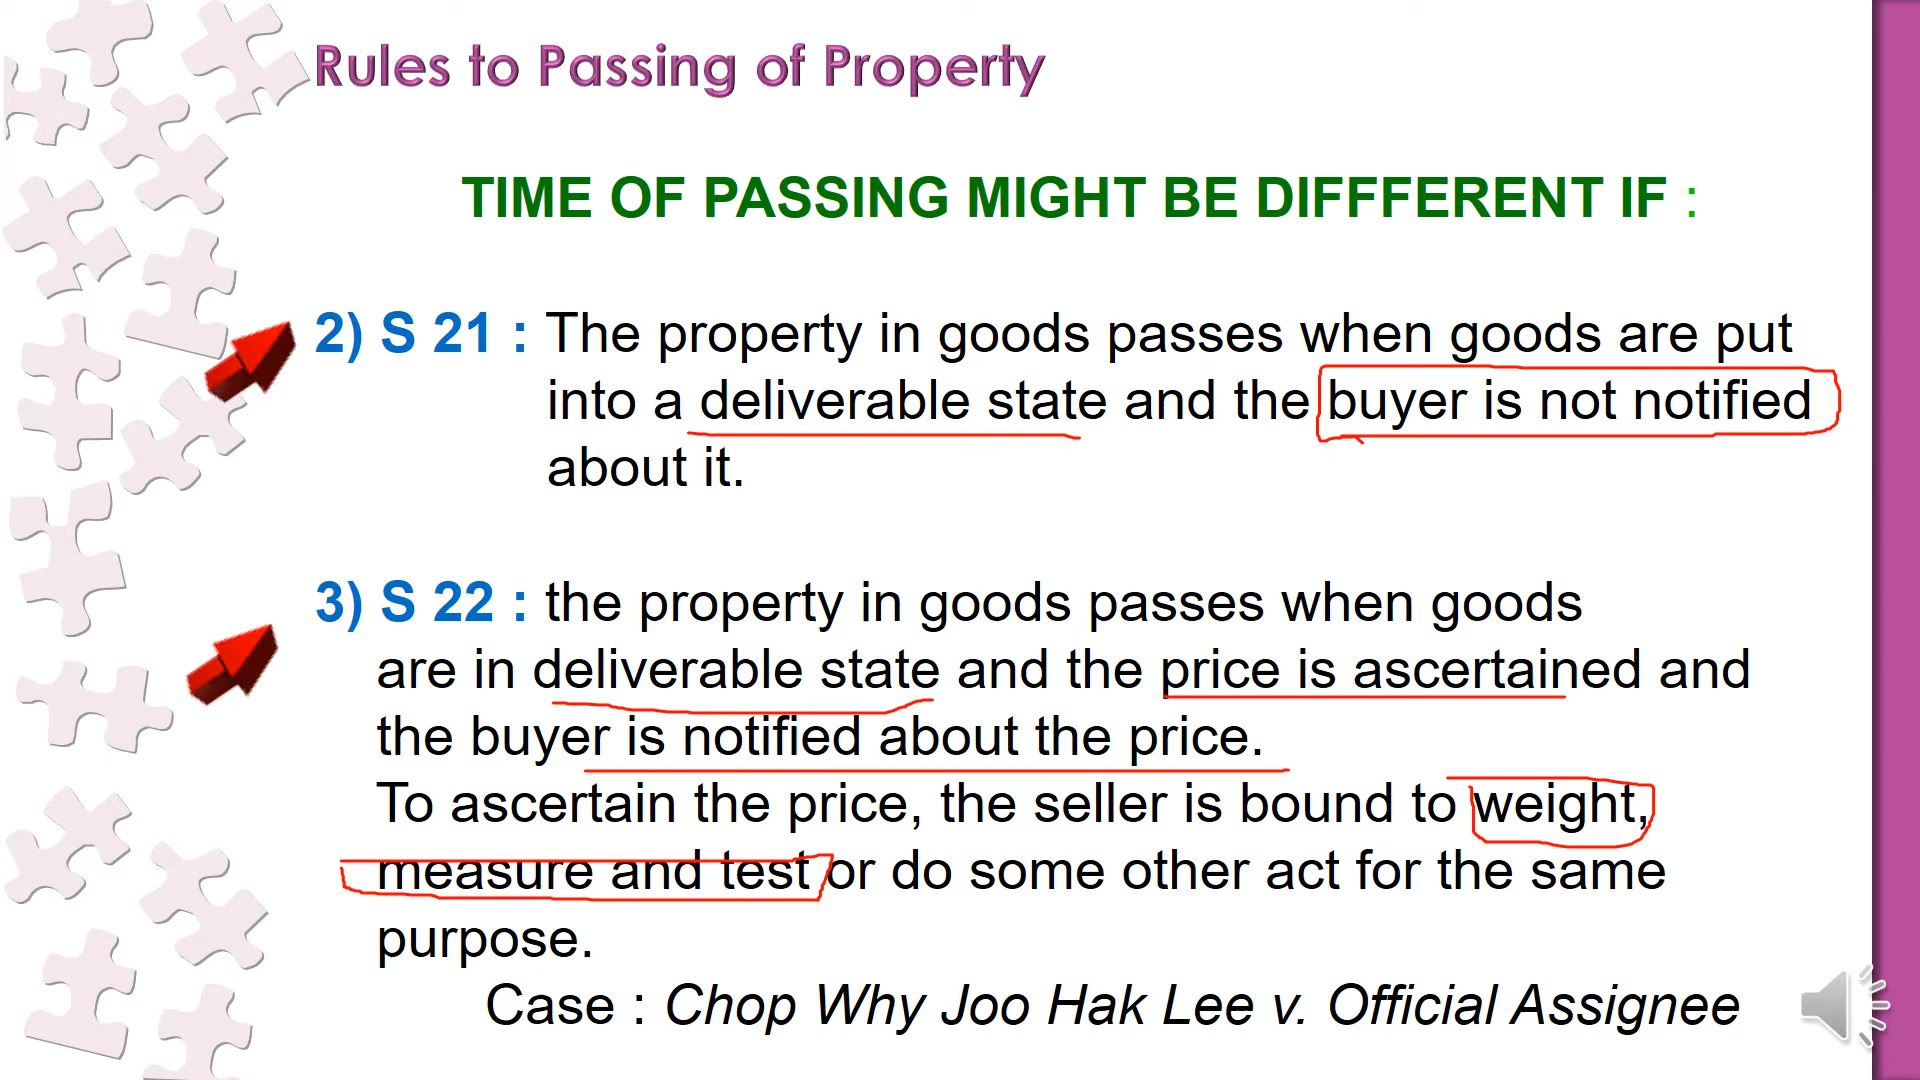 Rules to Passing of Property
TIME OF PASSING MIGHT BE DIFFFERENT IF :
2) S 21 : The property in goods passes when goods are put
into a deliverable state and the buyer is not notified
about it.
3) S 22 : the property in goods passes when goods
are in deliverable state and the price is ascertained and
the buyer is notified about the price.
To ascertain the price, the seller is bound to weight,
measure and test or do some other act for the same
purpose.
Case : Chop Why Joo Hak Lee v. Official Assignee